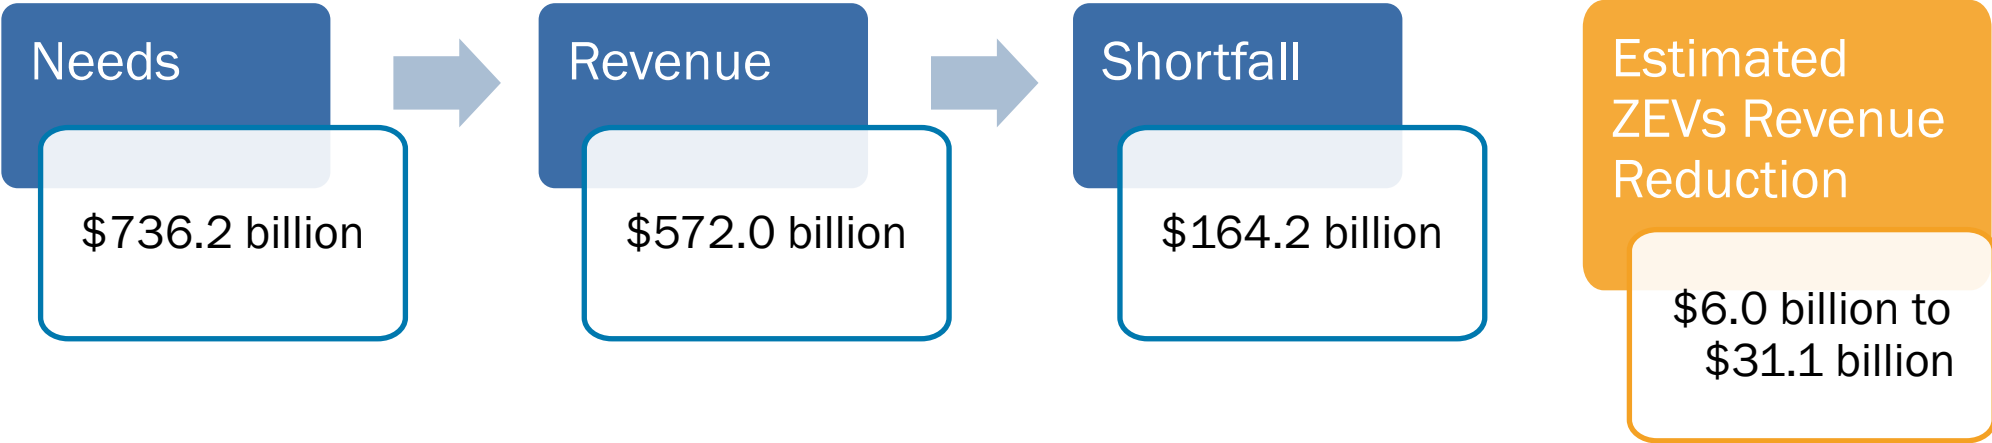 Needs
$736.2 billion
Revenue
$572.0 billion
Shortfall
$164.2 billion
Estimated
ZEVs Revenue
Reduction
$6.0 billion to
$31.1 billion